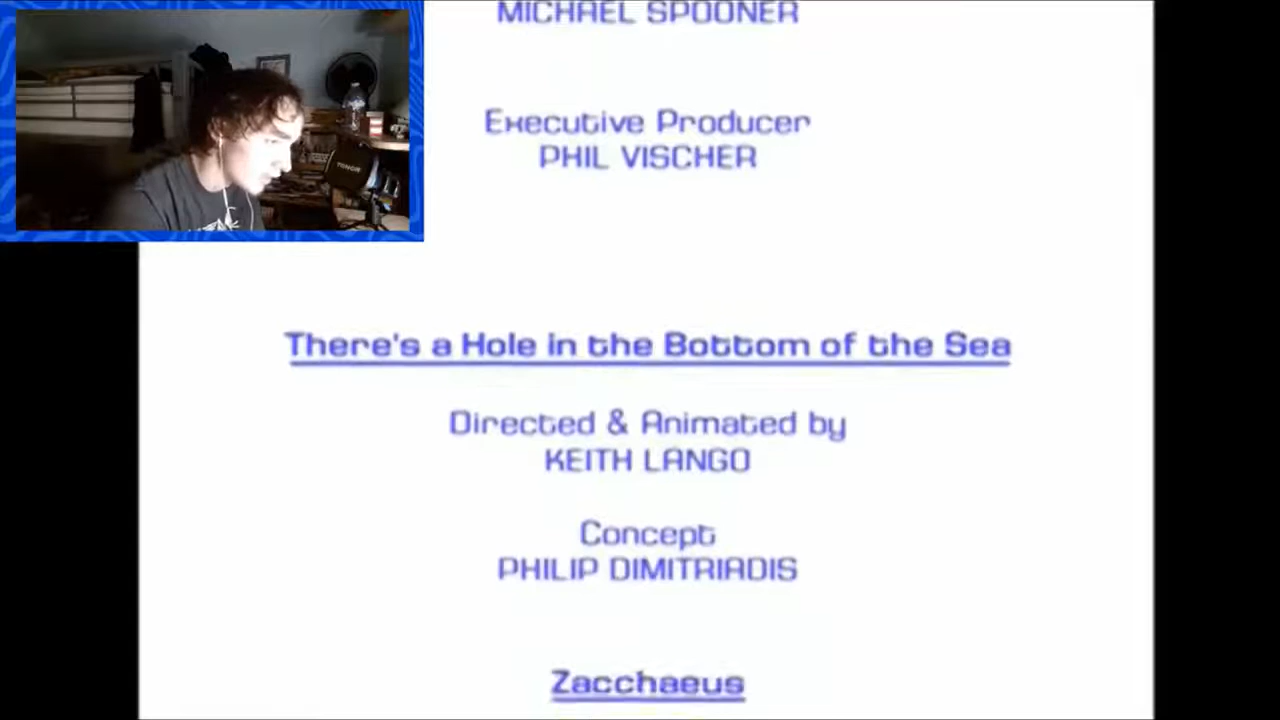 MICHAEL SPOONER
Executive Producer
PHIL VISCHER
There's a Hole in the Bottom of the Sea
Directed & Animated by
KEITH LANGO
Concept
PHILIP DIMITRIADIS
Zacchaeus